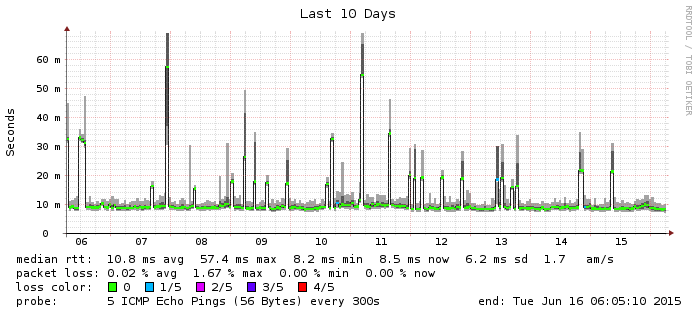 Last 10 Days
RRDTOOL / TOBI OETIKER
Seconds
60 m
50 m
40 m
30 m
20 m
10 m
0
06 07 08 09 10 11 12 13 14 15
median rtt: 10.8 ms avg 57.4 ms max 8.2 ms min 8.5 ms now 6.2 ms sd 1.7 am/s
packet loss: 0.02 % avg 1.67 % max 0.00 % min 0.00 % now
loss color: 0 1/5 2/5 3/5 4/5
probe: 5 ICMP Echo Pings (56 Bytes) every 300s end: Tue Jun 16 06:05:10 2015